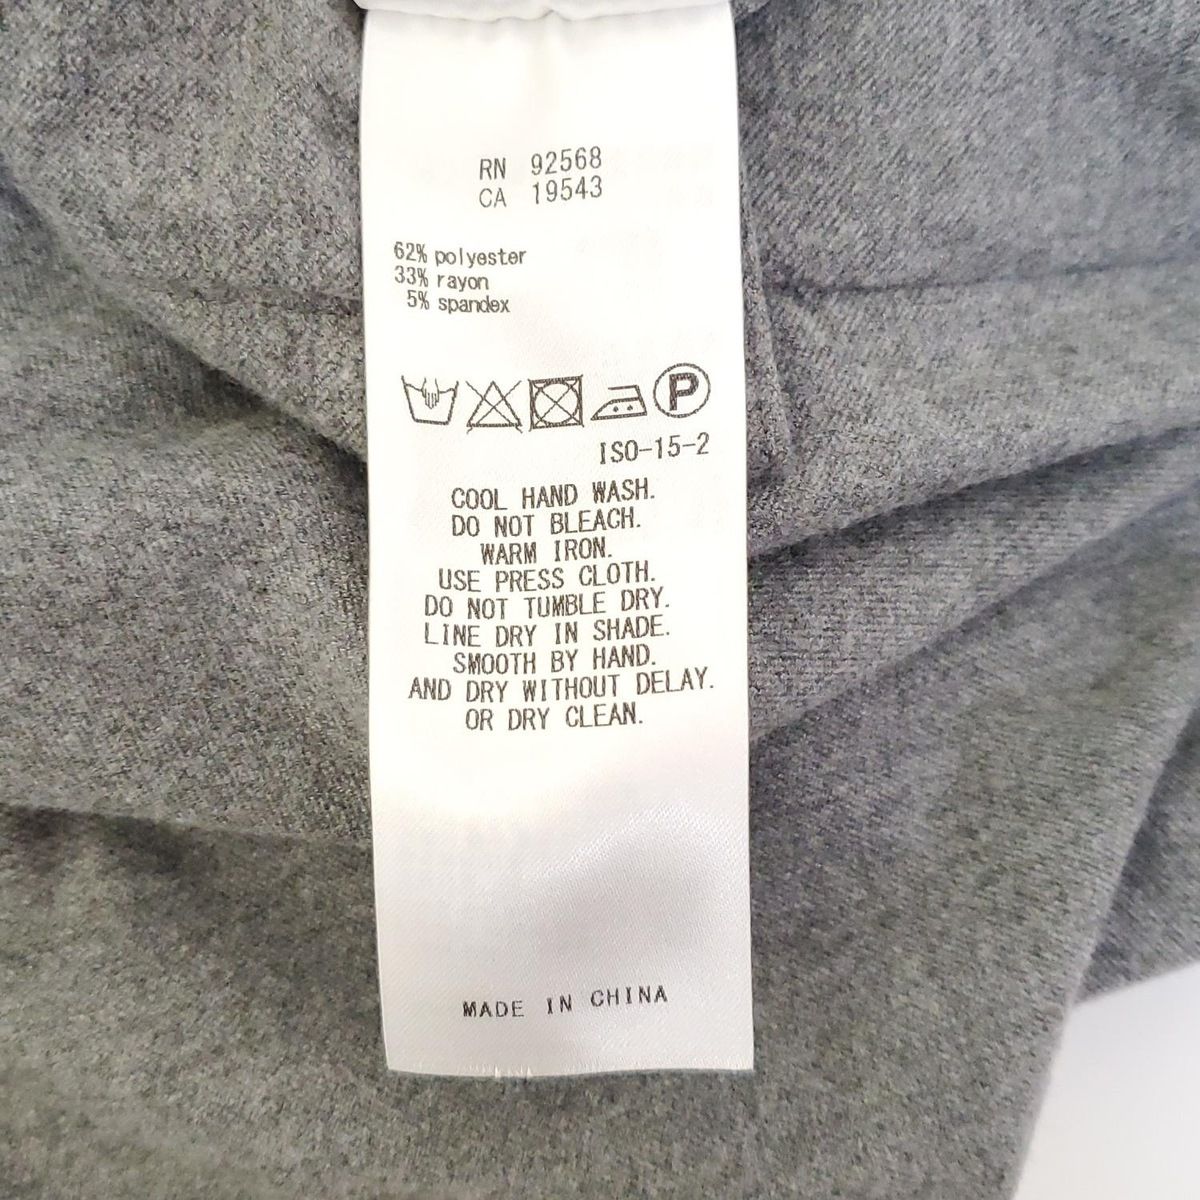 RN 92568
CA 19543
62% polyester
33% rayon
5% spandex
P
ISO-15-2
COOL HAND WASH.
DO NOT BLEACH.
WARM IRON.
USE PRESS CLOTH.
DO NOT TUMBLE DRY.
LINE DRY IN SHADE.
SMOOTH BY HAND.
AND DRY WITHOUT DELAY.
OR DRY CLEAN.
MADE IN CHINA